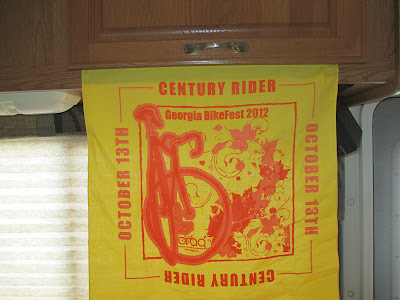 CENTURY RIDER
Georgia BikeFest 2012
OCTOBER 13TH
OCTOBER 13TH
CENTURY RIDER